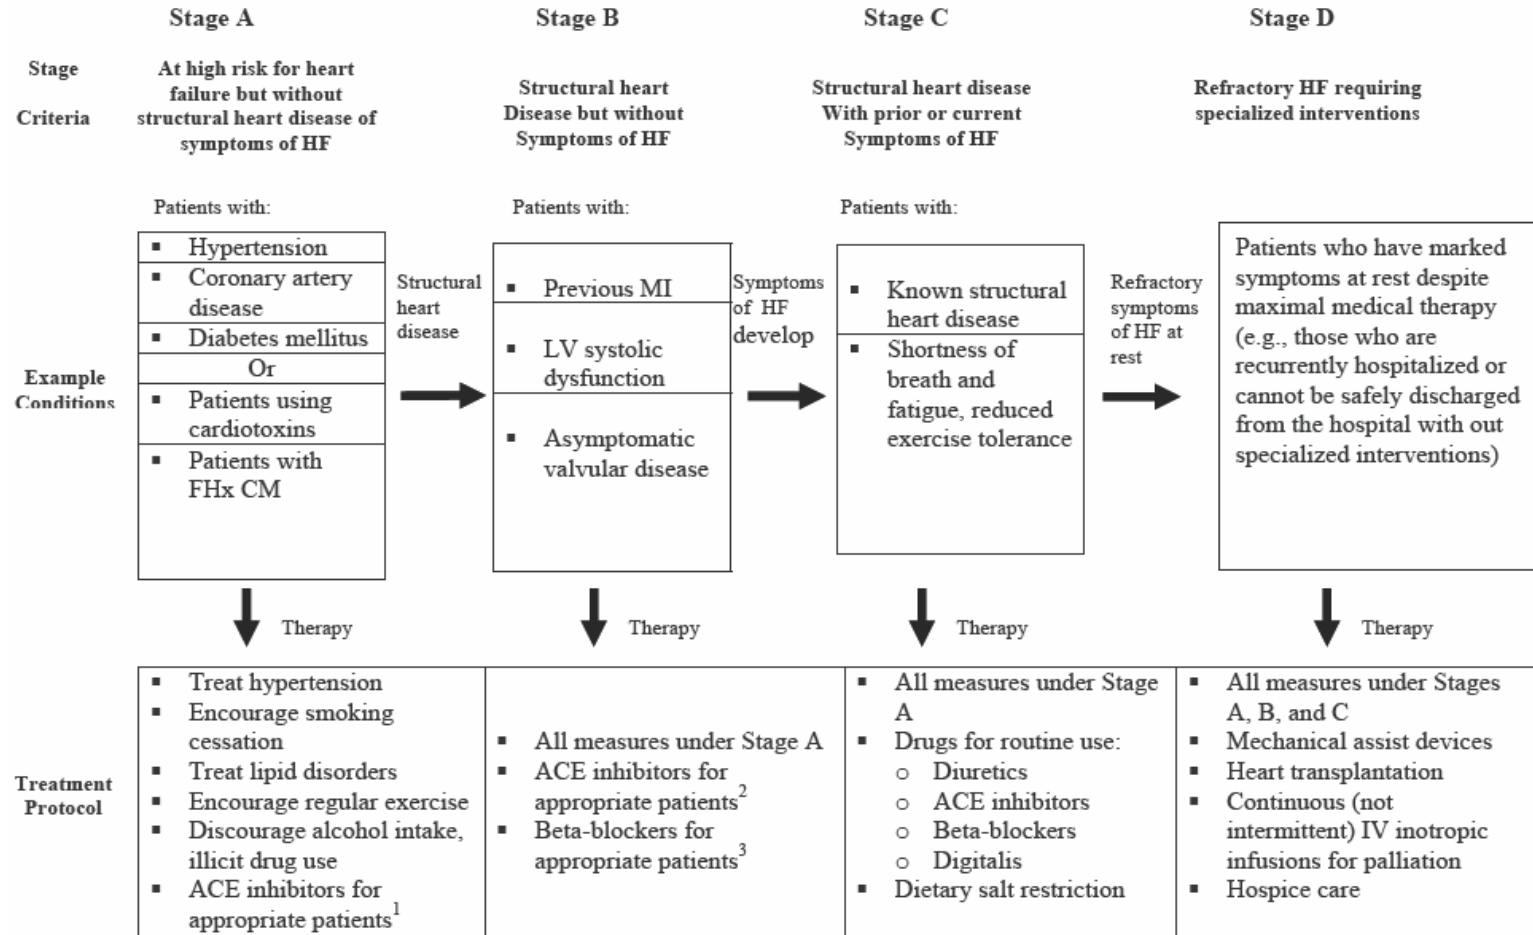 Stage A
Stage B
Stage C
Stage D
Stage
Criteria
At high risk for heart
failure but without
structural heart disease of
symptoms of HF
Structural heart
Disease but without
Symptoms of HF
Structural heart disease
With prior or current
Symptoms of HF
Refractory HF requiring
specialized interventions
Example
Conditions
Patients with:
▪ Hypertension
▪ Coronary artery
disease
▪ Diabetes mellitus
Or
▪ Patients using
cardiotoxins
▪ Patients with
FHx CM
Structural
heart
disease
Patients with:
▪ Previous MI
▪ LV systolic
dysfunction
▪ Asymptomatic
valvular disease
Symptoms
of HF
develop
Patients with:
▪ Known structural
heart disease
▪ Shortness of
breath and
fatigue, reduced
exercise tolerance
Refractory
symptoms
of HF at
rest
Patients who have marked
symptoms at rest despite
maximal medical therapy
(e.g., those who are
recurrently hospitalized or
cannot be safely discharged
from the hospital with out
specialized interventions)
Therapy
Therapy
Therapy
Therapy
Treatment
Protocol
▪ Treat hypertension
▪ Encourage smoking
cessation
▪ Treat lipid disorders
▪ Encourage regular exercise
▪ Discourage alcohol intake,
illicit drug use
▪ ACE inhibitors for
appropriate patients1
▪ All measures under Stage A
▪ ACE inhibitors for
appropriate patients2
▪ Beta-blockers for
appropriate patients3
▪ All measures under Stage
A
▪ Drugs for routine use:
o Diuretics
o ACE inhibitors
o Beta-blockers
o Digitalis
▪ Dietary salt restriction
▪ All measures under Stages
A, B, and C
▪ Mechanical assist devices
▪ Heart transplantation
▪ Continuous (not
intermittent) IV inotropic
infusions for palliation
▪ Hospice care